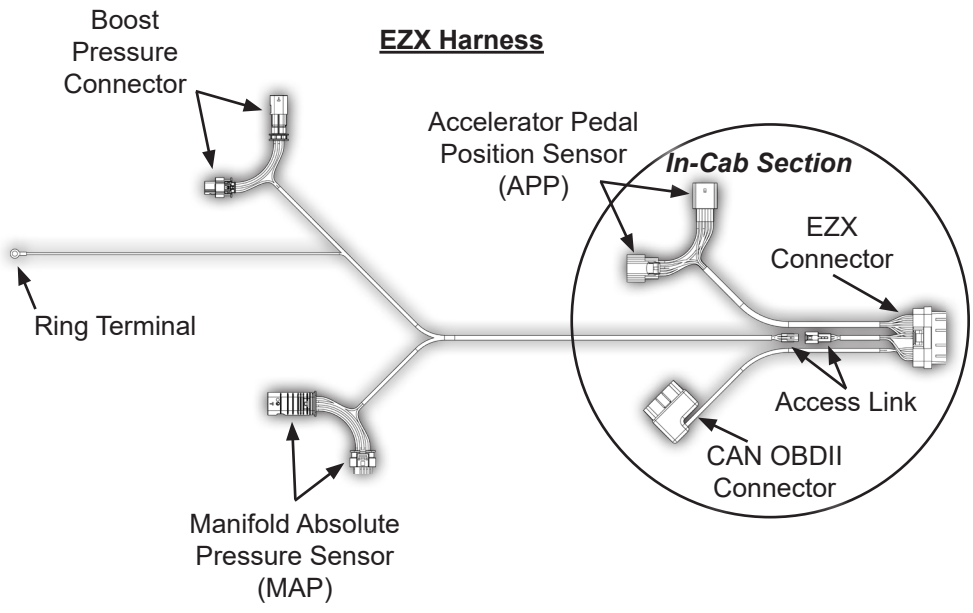 EZX Harness
Boost
Pressure
Connector
Accelerator Pedal
Position Sensor
(APP)
In-Cab Section
EZX
Connector
Ring Terminal
Access Link
CAN OBDII
Connector
Manifold Absolute
Pressure Sensor
(MAP)